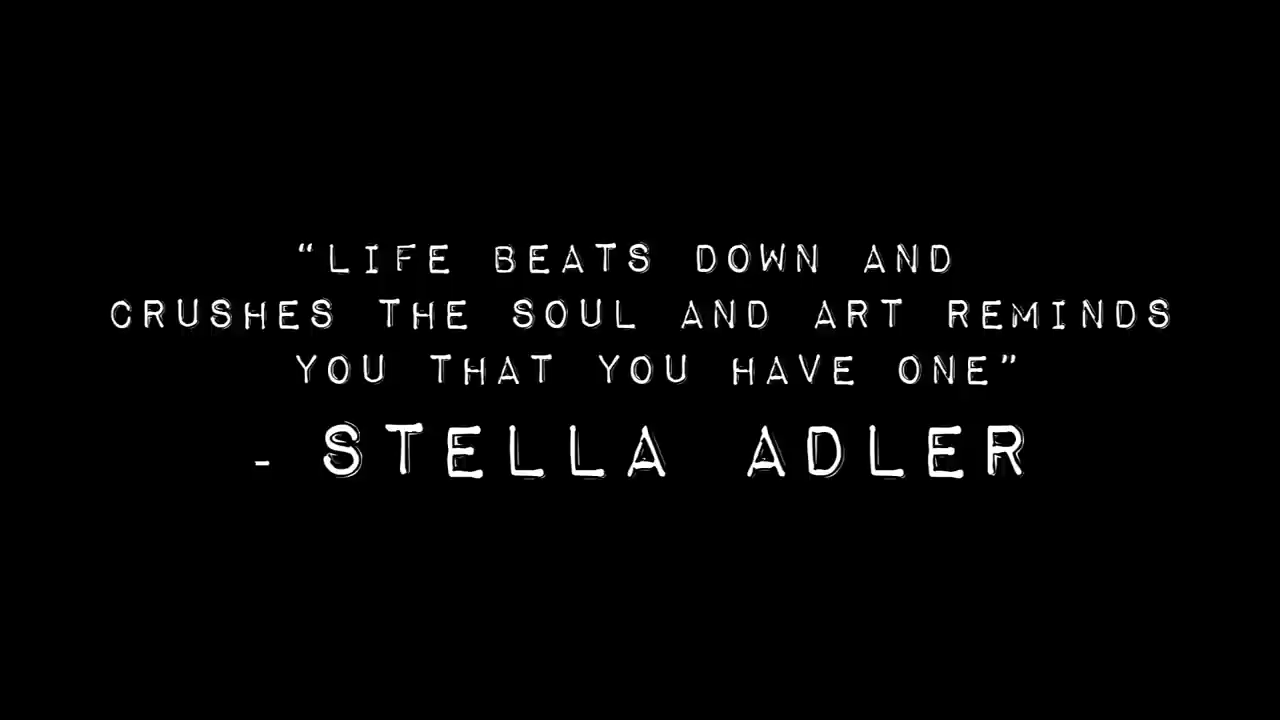 “LIFE BEATS DOWN AND
CRUSHES THE SOUL AND ART REMINDS
YOU THAT YOU HAVE ONE”
- STELLA ADLER